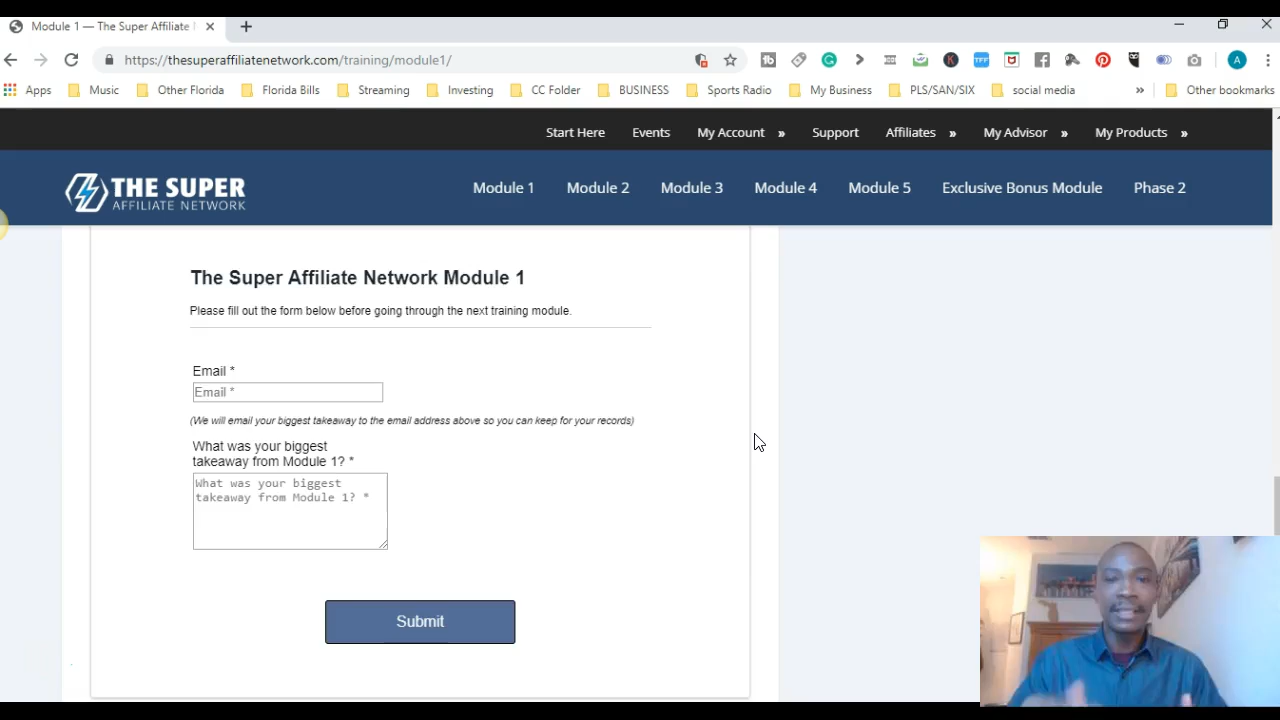 Module 1 — The Super Affiliate
https://thesuperaffiliatenetwork.com/training/module1/
Apps Music Other Florida Florida Bills Streaming Investing CC Folder BUSINESS Sports Radio My Business PLS/SAN/SIX social media » Other bookmarks
Start Here Events My Account » Support Affiliates » My Advisor » My Products »
THE SUPER
AFFILIATE NETWORK
Module 1 Module 2 Module 3 Module 4 Module 5 Exclusive Bonus Module Phase 2
The Super Affiliate Network Module 1
Please fill out the form below before going through the next training module.
Email *
Email *
(We will email your biggest takeaway to the email address above so you can keep for your records)
What was your biggest
takeaway from Module 1? *
What was your biggest
takeaway from Module 1? *
Submit